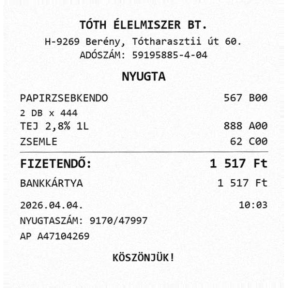 TÓTH ÉLELMISZER BT.
H-9269 Berény, Tótharasztii út 60.
ADÓSZÁM: 59195885-4-04
NYUGTA
PAPIRZSEBKENDO 567 B00
2 DB x 444
TEJ 2,8% 1L 888 A00
ZSEMLE 62 C00
FIZETENDŐ: 1 517 Ft
BANKKÁRTYA 1 517 Ft
2026.04.04. 10:03
NYUGTASZÁM: 9170/47997
AP A47104269
KÖSZÖNJÜK!